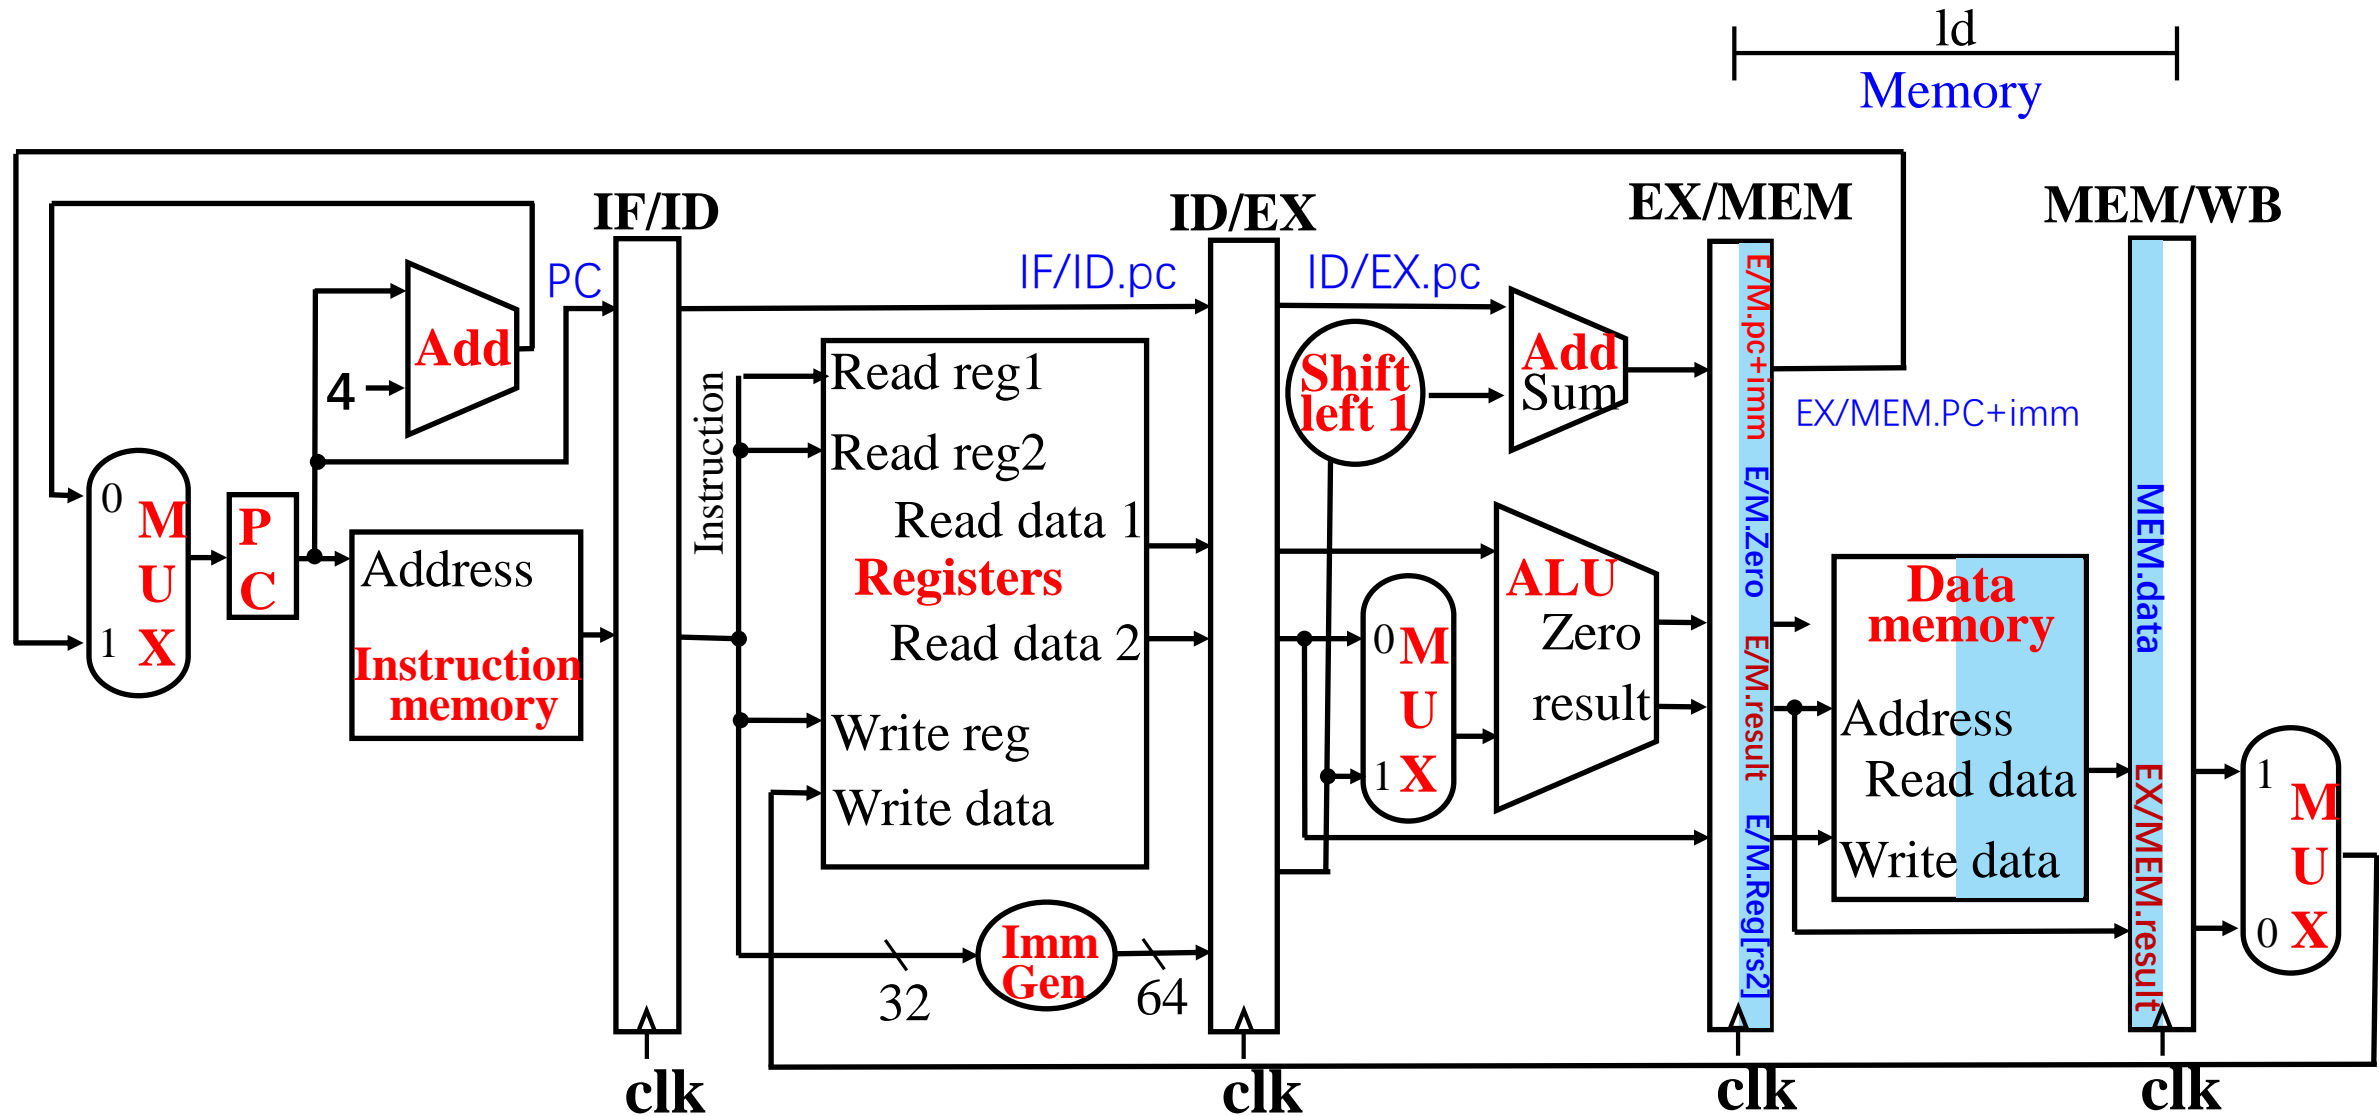 ld
Memory
IF/ID
ID/EX
EX/MEM
MEM/WB
PC
IF/ID.pc
ID/EX.pc
Add
4
0
M
U
X
1
P
C
Address
Instruction
memory
Instruction
Read reg1
Read reg2
Read data 1
Registers
Read data 2
Write reg
Write data
Imm
Gen
32
64
Shift
left 1
Add
Sum
0
M
U
X
1
ALU
Zero
result
E/M.pc+imm
E/M.Zero
E/M.result
E/M.Reg[rs2]
EX/MEM.PC+imm
Data
memory
Address
Read data
Write data
MEM.data
EX/MEM.result
1
M
U
X
0
clk
clk
clk
clk